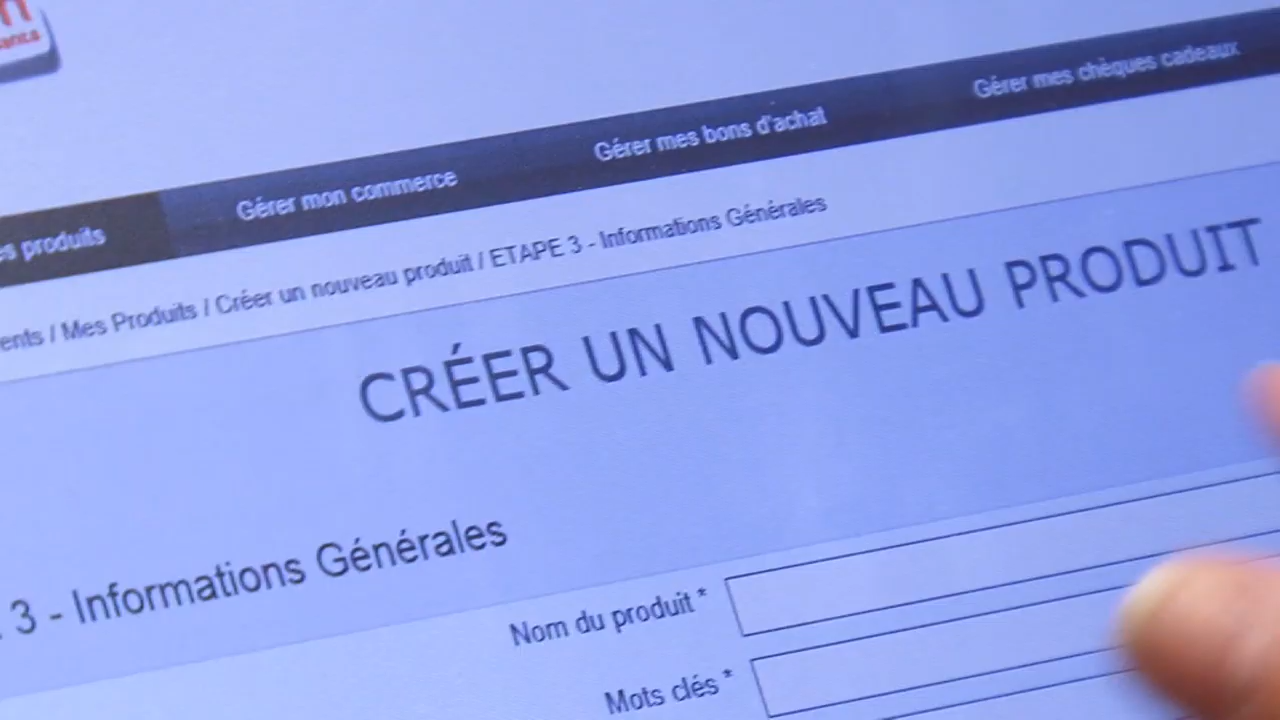 produits
Gérer mon commerce
Gérer mes bons d'achat
Gérer mes chèques cadeaux
/ Mes Produits / Créer un nouveau produit / ETAPE 3 - Informations Générales
CRÉER UN NOUVEAU PRODUIT
3 - Informations Générales
Nom du produit *
Mots clés *